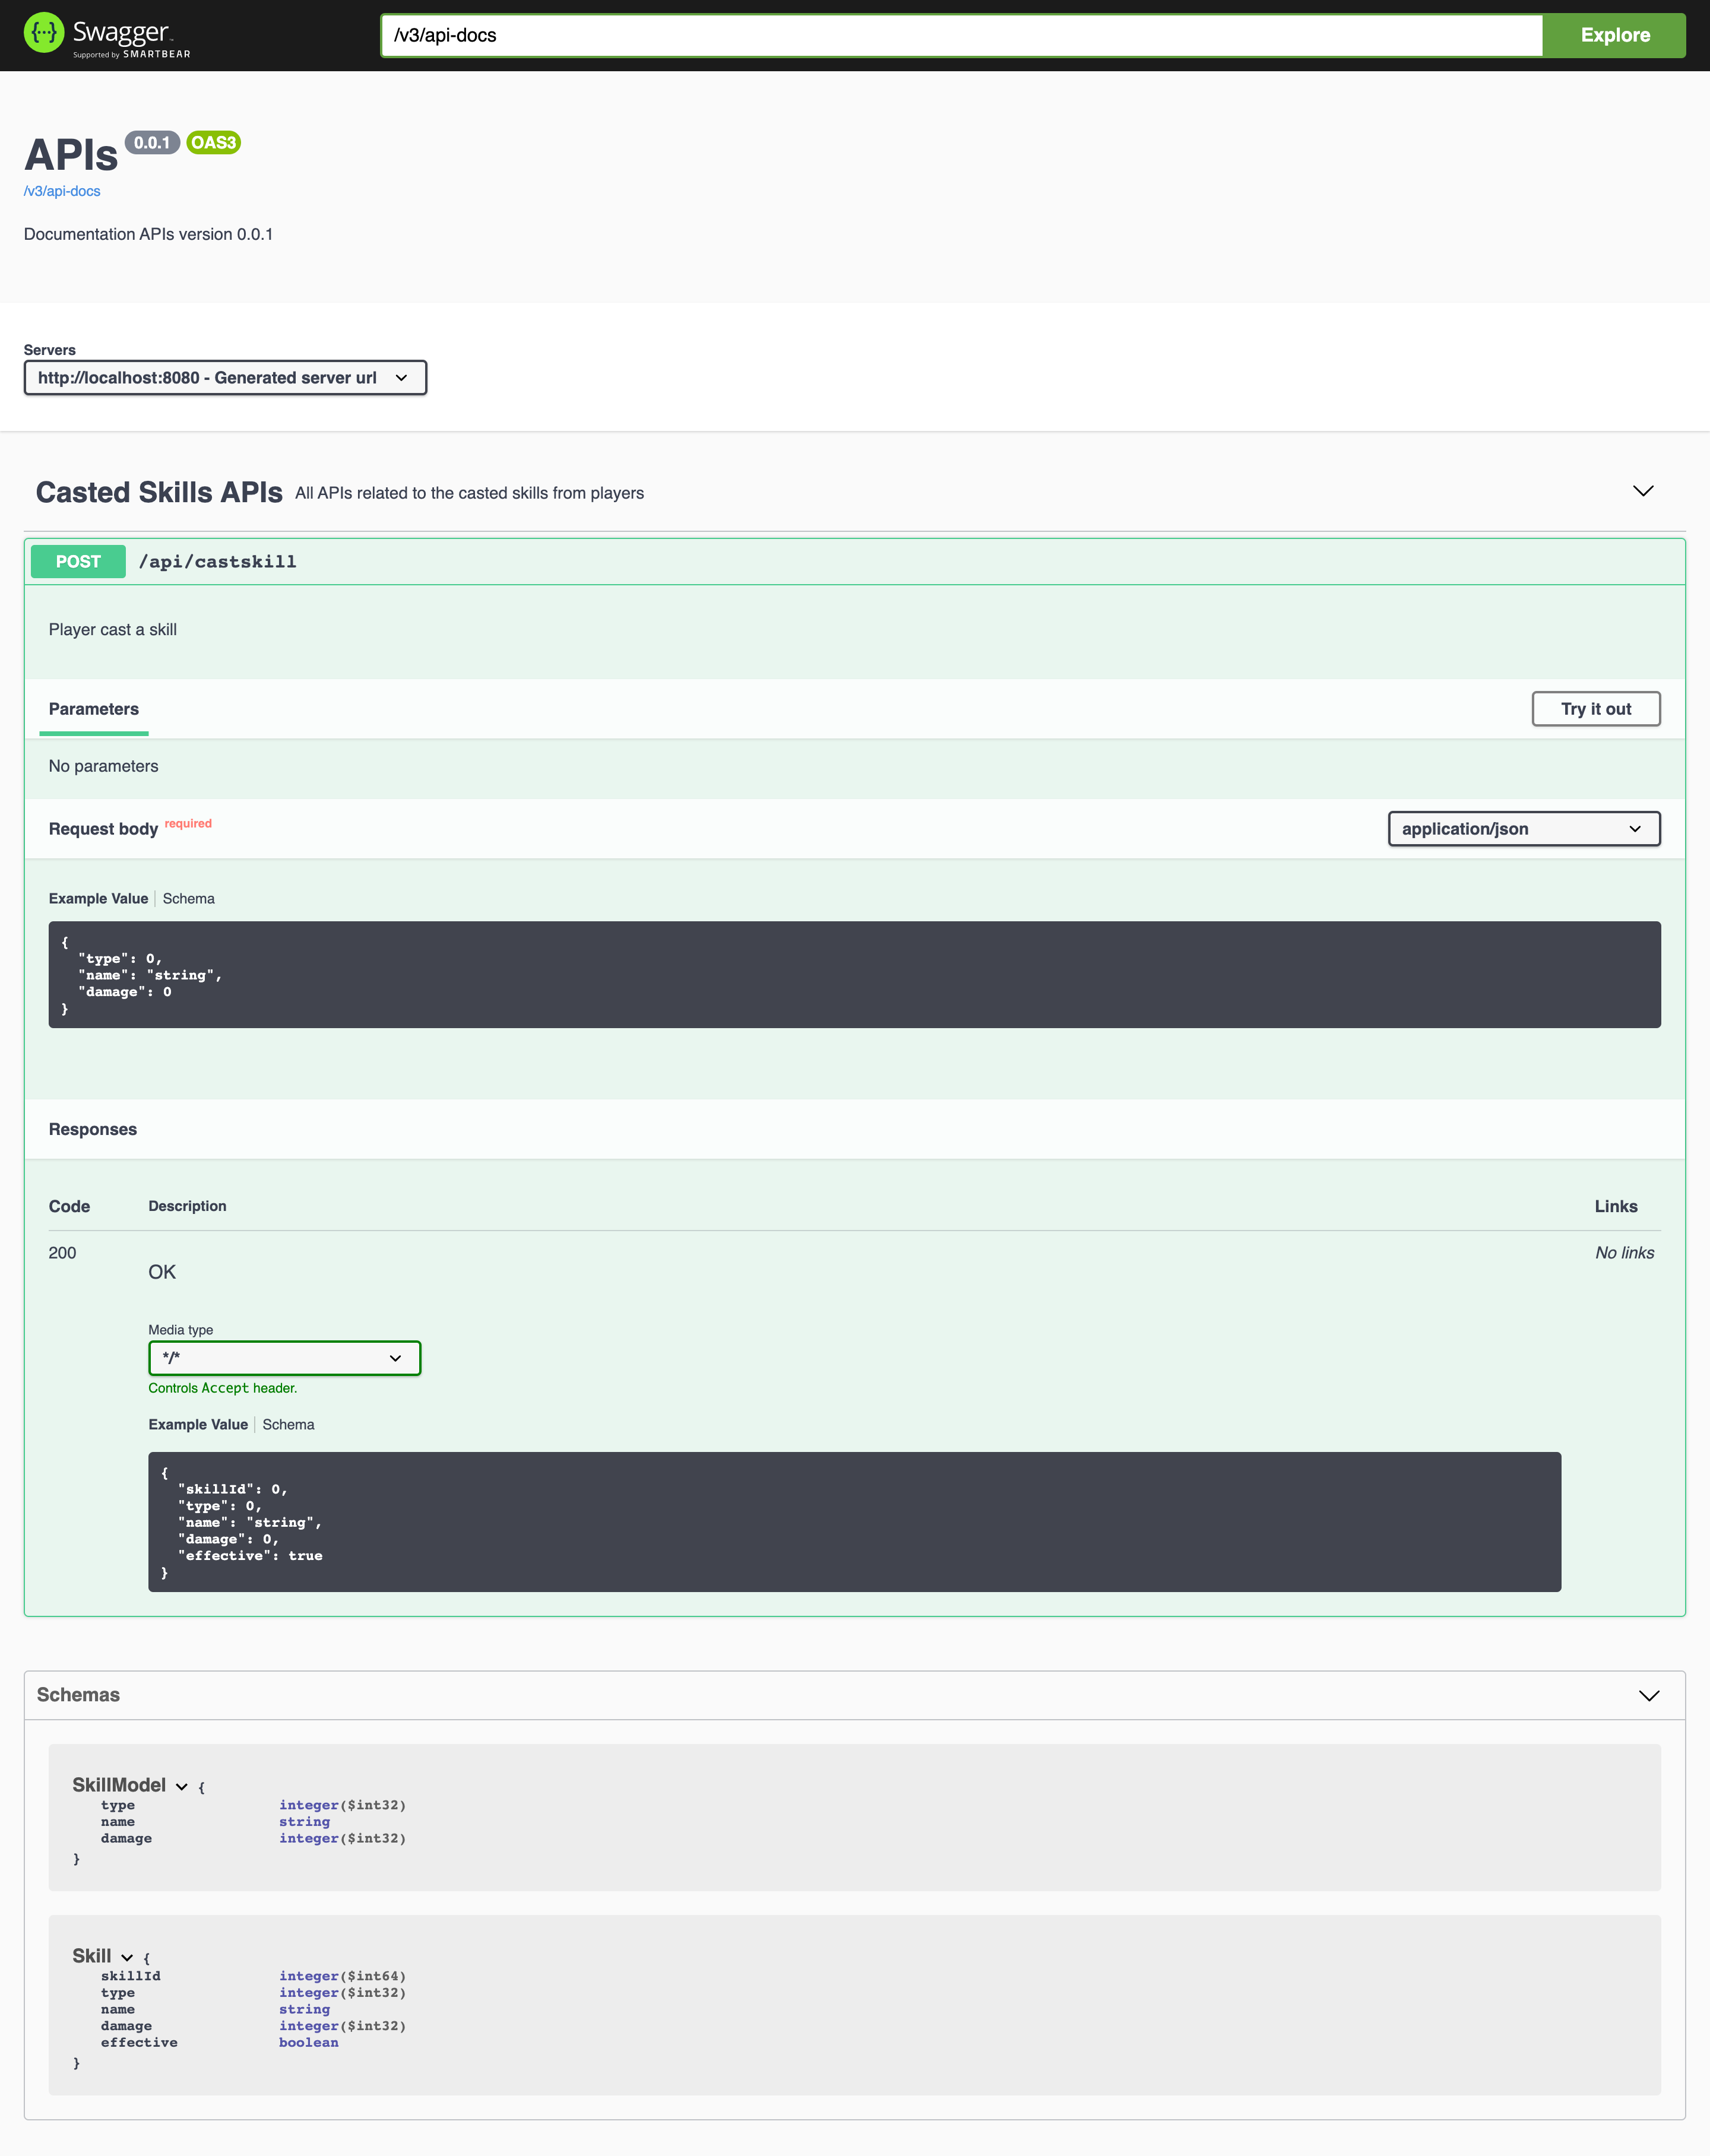 Swagger™
Supported by SMARTBEAR
/v3/api-docs
Explore
APIs 0.0.1 OAS3
/v3/api-docs
Documentation APIs version 0.0.1
Servers
http://localhost:8080 - Generated server url
Casted Skills APIs All APIs related to the casted skills from players
POST /api/castskill
Player cast a skill
Parameters
Try it out
No parameters
Request body required
application/json
Example Value Schema
{
"type": 0,
"name": "string",
"damage": 0
}
Responses
Code Description Links
200 No links
OK
Media type
*/*
Controls Accept header.
Example Value Schema
{
"skillId": 0,
"type": 0,
"name": "string",
"damage": 0,
"effective": true
}
Schemas
SkillModel {
type integer($int32)
name string
damage integer($int32)
}
Skill {
skillId integer($int64)
type integer($int32)
name string
damage integer($int32)
effective boolean
}